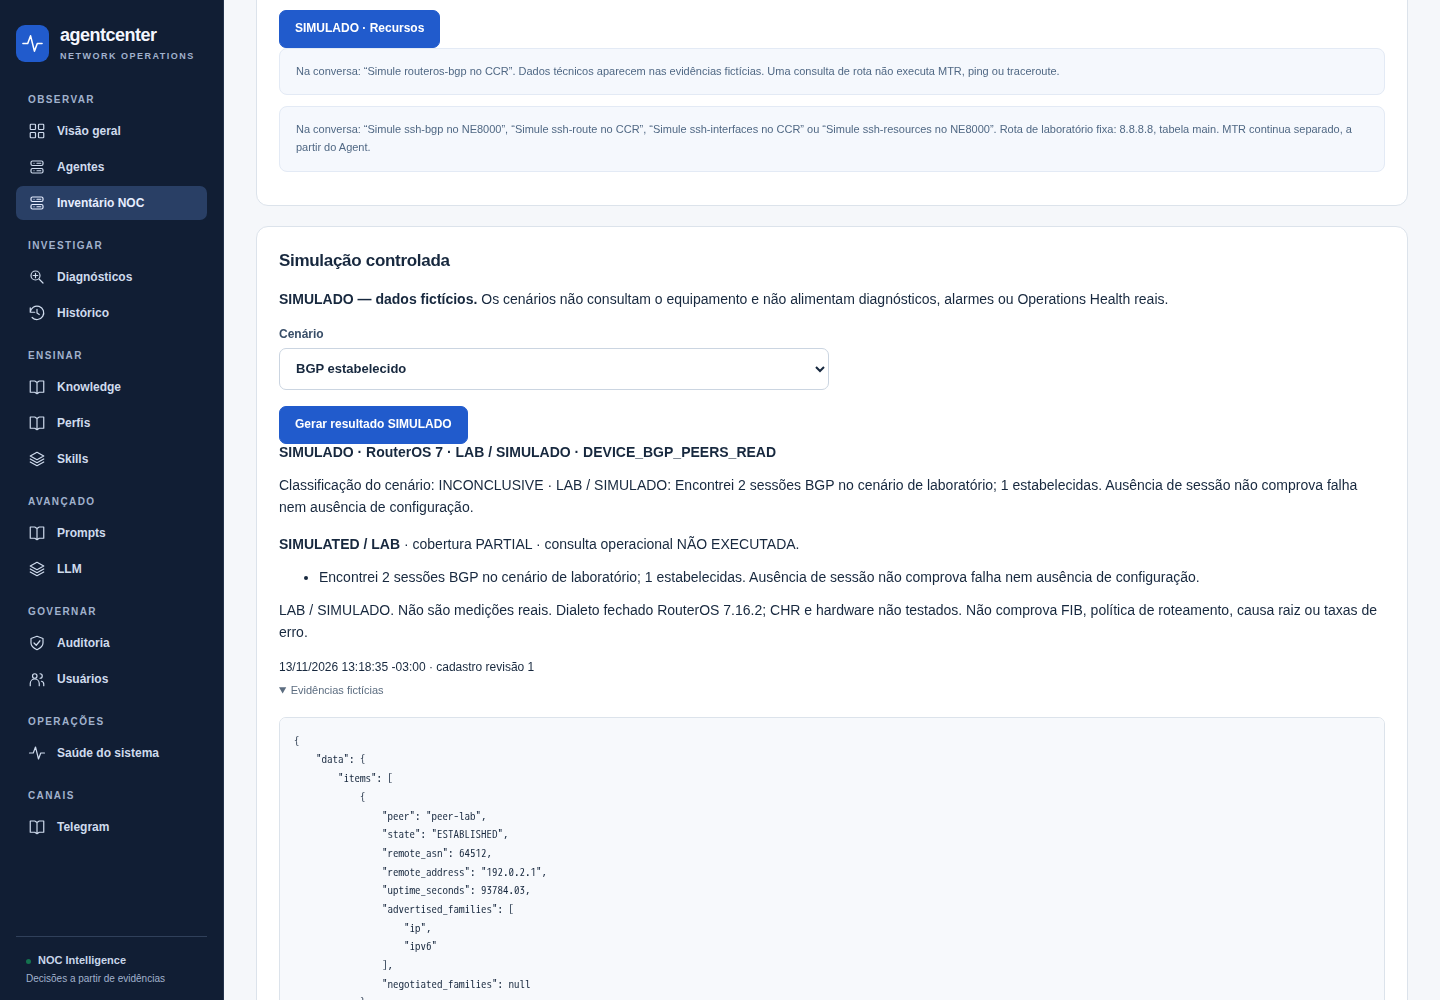 agentcenter
NETWORK OPERATIONS
OBSERVAR
Visão geral
Agentes
Inventário NOC
INVESTIGAR
Diagnósticos
Histórico
ENSINAR
Knowledge
Perfis
Skills
AVANÇADO
Prompts
LLM
GOVERNAR
Auditoria
Usuários
OPERAÇÕES
Saúde do sistema
CANAIS
Telegram
NOC Intelligence
Decisões a partir de evidências
SIMULADO · Recursos
Na conversa: “Simule routeros-bgp no CCR”. Dados técnicos aparecem nas evidências fictícias. Uma consulta de rota não executa MTR, ping ou traceroute.
Na conversa: “Simule ssh-bgp no NE8000”, “Simule ssh-route no CCR”, “Simule ssh-interfaces no CCR” ou “Simule ssh-resources no NE8000”. Rota de laboratório fixa: 8.8.8.8, tabela main. MTR continua separado, a
partir do Agent.
Simulação controlada
SIMULADO — dados fictícios. Os cenários não consultam o equipamento e não alimentam diagnósticos, alarmes ou Operations Health reais.
Cenário
BGP estabelecido
Gerar resultado SIMULADO
SIMULADO · RouterOS 7 · LAB / SIMULADO · DEVICE_BGP_PEERS_READ
Classificação do cenário: INCONCLUSIVE · LAB / SIMULADO: Encontrei 2 sessões BGP no cenário de laboratório; 1 estabelecidas. Ausência de sessão não comprova falha
nem ausência de configuração.
SIMULATED / LAB · cobertura PARTIAL · consulta operacional NÃO EXECUTADA.
• Encontrei 2 sessões BGP no cenário de laboratório; 1 estabelecidas. Ausência de sessão não comprova falha nem ausência de configuração.
LAB / SIMULADO. Não são medições reais. Dialeto fechado RouterOS 7.16.2; CHR e hardware não testados. Não comprova FIB, política de roteamento, causa raiz ou taxas de
erro.
13/11/2026 13:18:35 -03:00 · cadastro revisão 1
▼ Evidências fictícias
{
"data": {
"items": [
{
"peer": "peer-lab",
"state": "ESTABLISHED",
"remote_asn": 64512,
"remote_address": "192.0.2.1",
"uptime_seconds": 93784.03,
"advertised_families": [
"ip",
"ipv6"
],
"negotiated_families": null
}